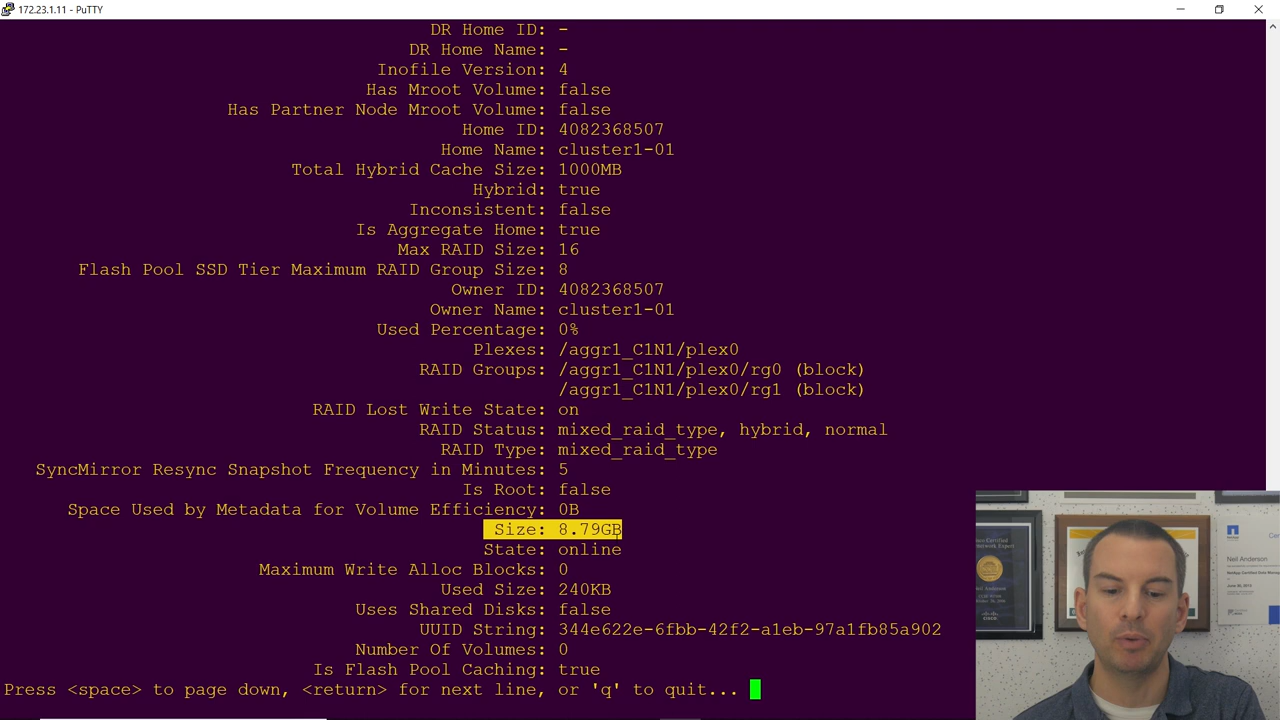 172.23.1.11 - PuTTY
DR Home ID: -
DR Home Name: -
Inofile Version: 4
Has Mroot Volume: false
Has Partner Node Mroot Volume: false
Home ID: 4082368507
Home Name: cluster1-01
Total Hybrid Cache Size: 1000MB
Hybrid: true
Inconsistent: false
Is Aggregate Home: true
Max RAID Size: 16
Flash Pool SSD Tier Maximum RAID Group Size: 8
Owner ID: 4082368507
Owner Name: cluster1-01
Used Percentage: 0%
Plexes: /aggr1_C1N1/plex0
RAID Groups: /aggr1_C1N1/plex0/rg0 (block)
/aggr1_C1N1/plex0/rg1 (block)
RAID Lost Write State: on
RAID Status: mixed_raid_type, hybrid, normal
RAID Type: mixed_raid_type
SyncMirror Resync Snapshot Frequency in Minutes: 5
Is Root: false
Space Used by Metadata for Volume Efficiency: 0B
Size: 8.79GB
State: online
Maximum Write Alloc Blocks: 0
Used Size: 240KB
Uses Shared Disks: false
UUID String: 344e622e-6fbb-42f2-a1eb-97a1fb85a902
Number Of Volumes: 0
Is Flash Pool Caching: true
Press <space> to page down, <return> for next line, or 'q' to quit...
Neil Anderson